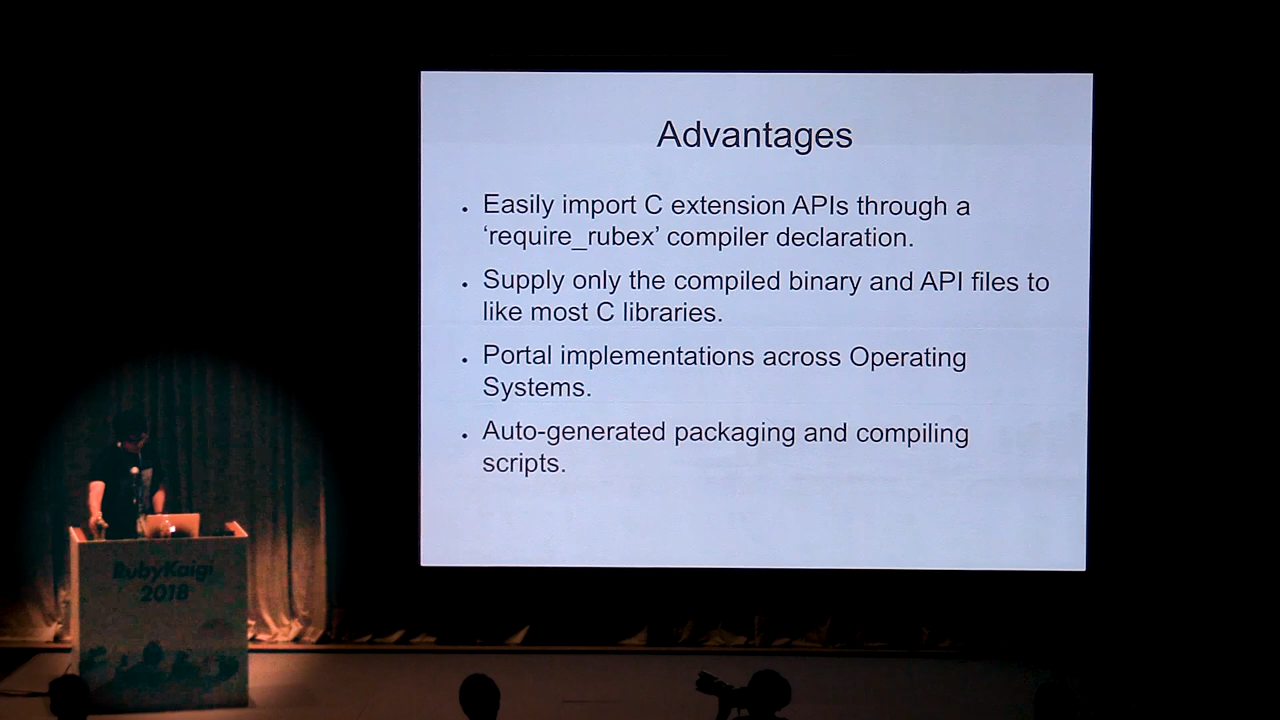 Advantages
• Easily import C extension APIs through a
‘require_rubex’ compiler declaration.
• Supply only the compiled binary and API files to
like most C libraries.
• Portal implementations across Operating
Systems.
• Auto-generated packaging and compiling
scripts.
RubyKaigi
2018